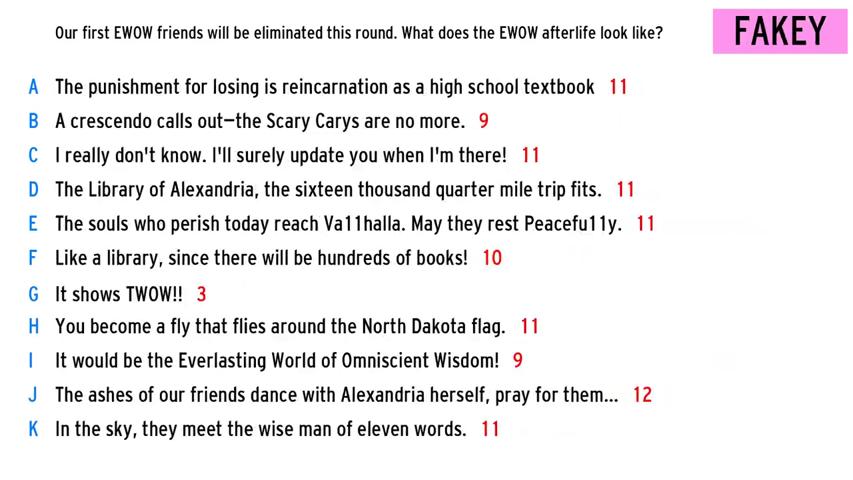 Our first EWOW friends will be eliminated this round. What does the EWOW afterlife look like?
FAKEY
A The punishment for losing is reincarnation as a high school textbook 11
B A crescendo calls out—the Scary Carys are no more. 9
C I really don't know. I'll surely update you when I'm there! 11
D The Library of Alexandria, the sixteen thousand quarter mile trip fits. 11
E The souls who perish today reach Va11halla. May they rest Peacefu11y. 11
F Like a library, since there will be hundreds of books! 10
G It shows TWOW!! 3
H You become a fly that flies around the North Dakota flag. 11
I It would be the Everlasting World of Omniscient Wisdom! 9
J The ashes of our friends dance with Alexandria herself, pray for them... 12
K In the sky, they meet the wise man of eleven words. 11